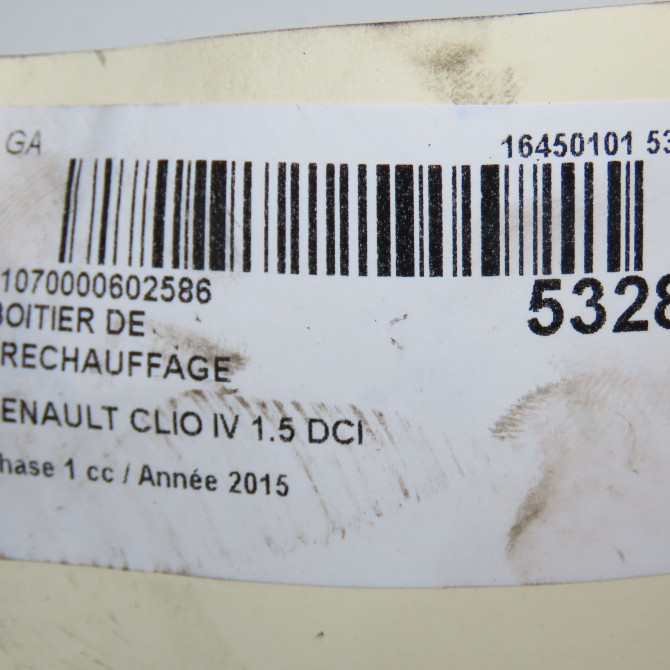 GA
16450101 53
1070000602586
5328
BOITIER DE
RECHAUFFAGE
ENAULT CLIO IV 1.5 DCI
hase 1 cc / Année 2015